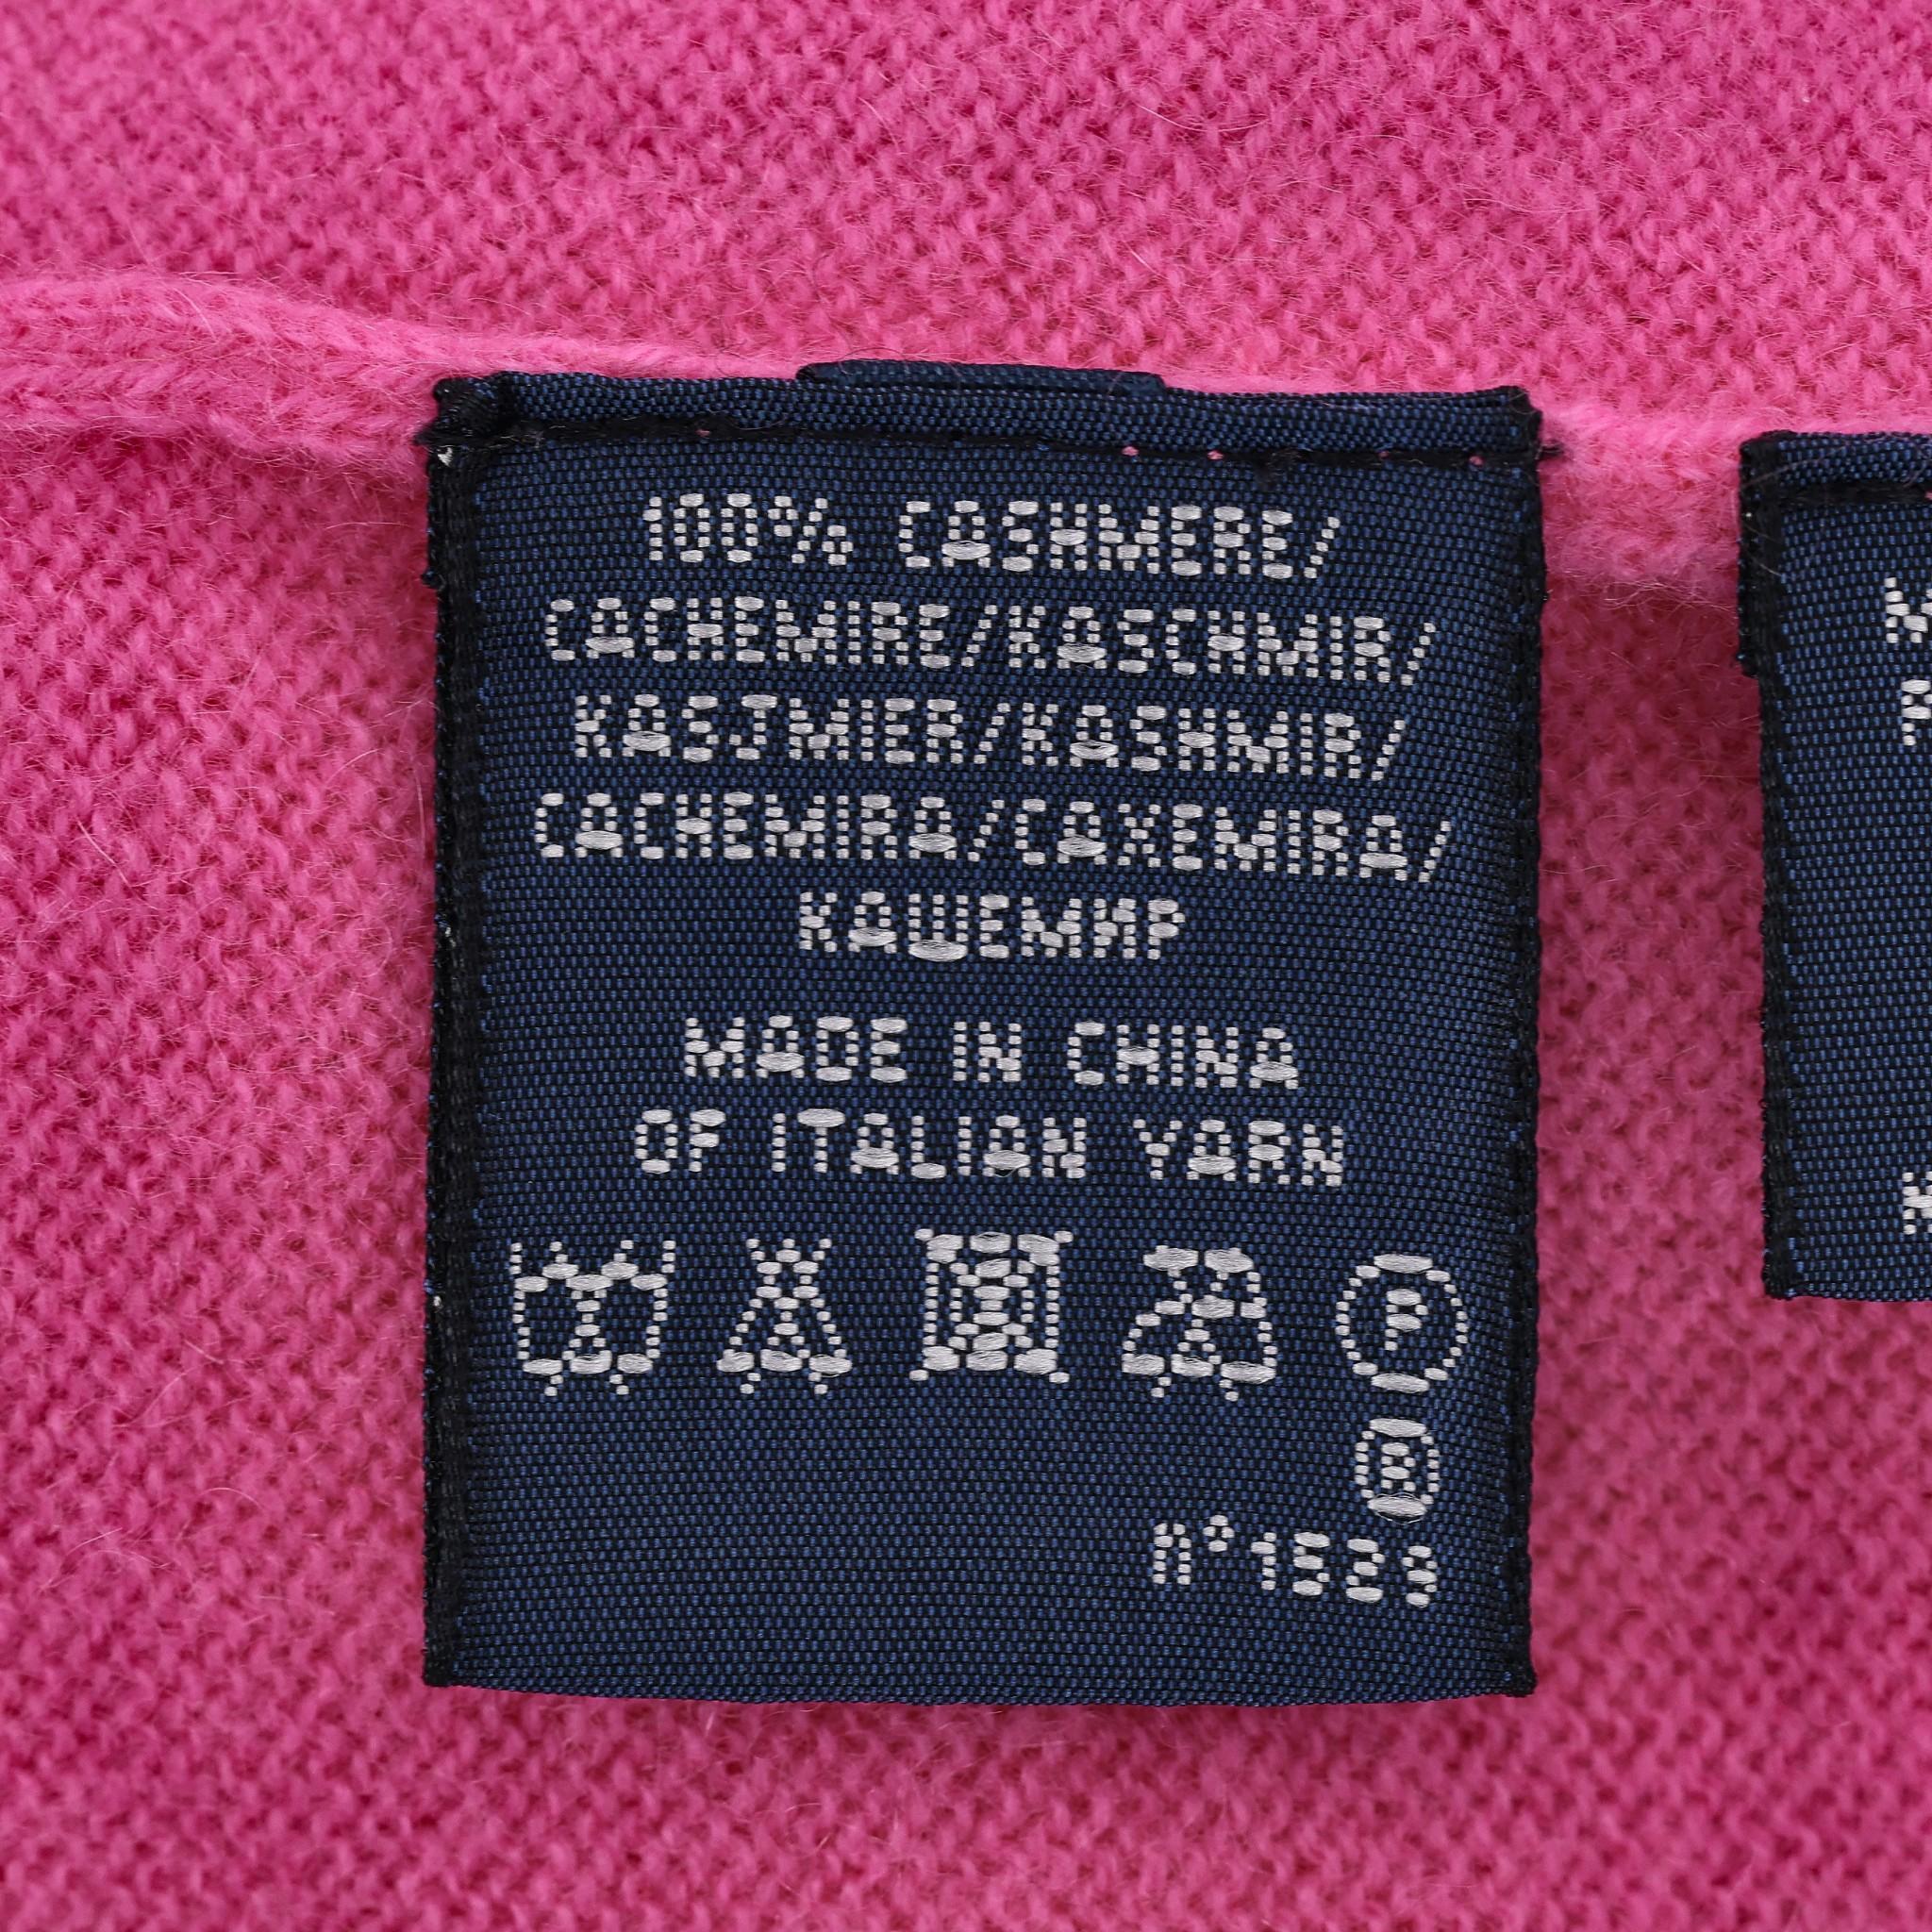 100% CASHMERE/
CACHEMIRE/KASCHMIR/
KASJMIER/KASHMIR/
CACHEMIRA/CAXEMIRA/
КАШЕМИР
MADE IN CHINA
OF ITALIAN YARN
P
n°1529